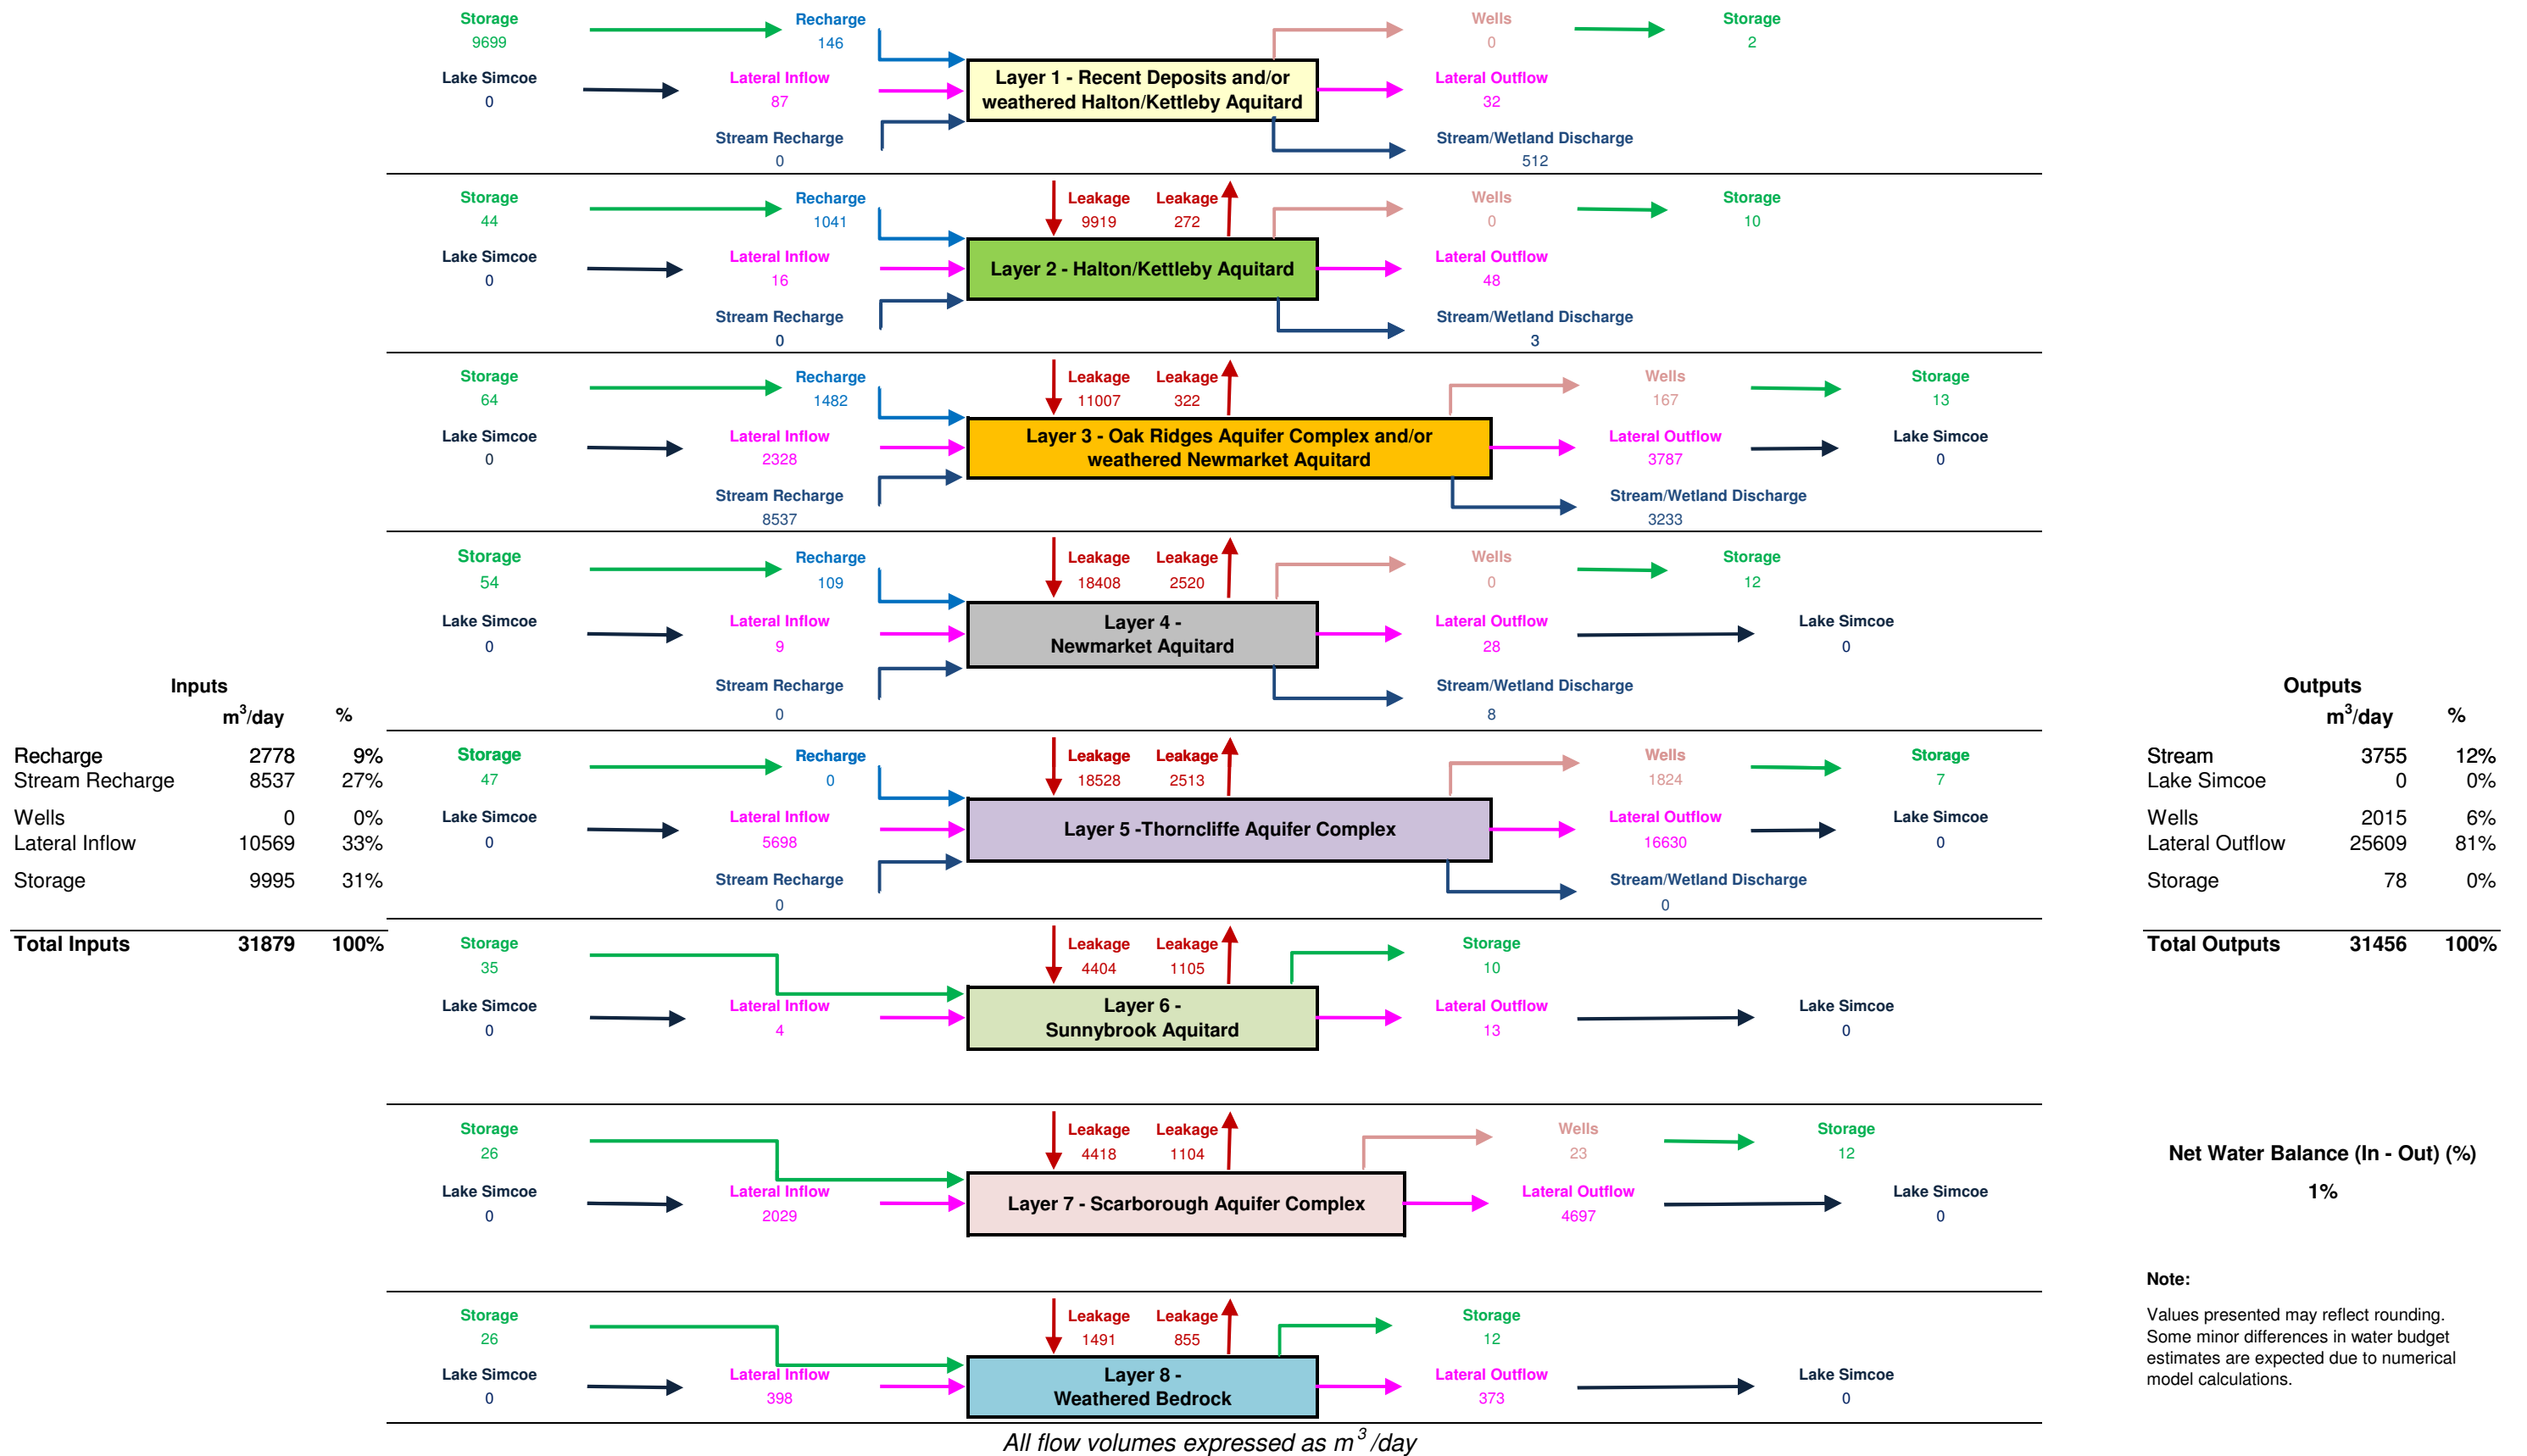 Storage Recharge Wells Storage
9699 146 0 2
Lake Simcoe Lateral Inflow Layer 1 - Recent Deposits and/or Lateral Outflow
0 87 weathered Halton/Kettleby Aquitard 32
Stream Recharge Stream/Wetland Discharge
0 512
Storage Recharge Leakage Leakage Wells Storage
44 1041 9919 272 0 10
Lake Simcoe Lateral Inflow Layer 2 - Halton/Kettleby Aquitard Lateral Outflow
0 16 48
Stream Recharge Stream/Wetland Discharge
0 3
Storage Recharge Leakage Leakage Wells Storage
64 1482 11007 322 167 13
Lake Simcoe Lateral Inflow Layer 3 - Oak Ridges Aquifer Complex and/or Lateral Outflow Lake Simcoe
0 2328 weathered Newmarket Aquitard 3787 0
Stream Recharge Stream/Wetland Discharge
8537 3233
Storage Recharge Leakage Leakage Wells Storage
54 109 18408 2520 0 12
Lake Simcoe Lateral Inflow Layer 4 - Lateral Outflow Lake Simcoe
0 9 Newmarket Aquitard 28 0
Stream Recharge Stream/Wetland Discharge
0 8
Storage Recharge Leakage Leakage Wells Storage
47 0 18528 2513 1824 7
Lake Simcoe Lateral Inflow Layer 5 -Thorncliffe Aquifer Complex Lateral Outflow Lake Simcoe
0 5698 16630 0
Stream Recharge Stream/Wetland Discharge
0 0
Storage Leakage Leakage Storage
35 4404 1105 10
Lake Simcoe Lateral Inflow Layer 6 - Lateral Outflow Lake Simcoe
0 4 Sunnybrook Aquitard 13 0
Storage Leakage Leakage Wells Storage
26 4418 1104 23 12
Lake Simcoe Lateral Inflow Layer 7 - Scarborough Aquifer Complex Lateral Outflow Lake Simcoe
0 2029 4697 0
Storage Leakage Leakage Storage
26 1491 855 12
Lake Simcoe Lateral Inflow Layer 8 - Lateral Outflow Lake Simcoe
0 398 Weathered Bedrock 373 0
All flow volumes expressed as m³/day
Inputs
m³/day %
Recharge 2778 9%
Stream Recharge 8537 27%
Wells 0 0%
Lateral Inflow 10569 33%
Storage 9995 31%
Total Inputs 31879 100%
Outputs
m³/day %
Stream 3755 12%
Lake Simcoe 0 0%
Wells 2015 6%
Lateral Outflow 25609 81%
Storage 78 0%
Total Outputs 31456 100%
Net Water Balance (In - Out) (%)
1%
Note:
Values presented may reflect rounding.
Some minor differences in water budget
estimates are expected due to numerical
model calculations.